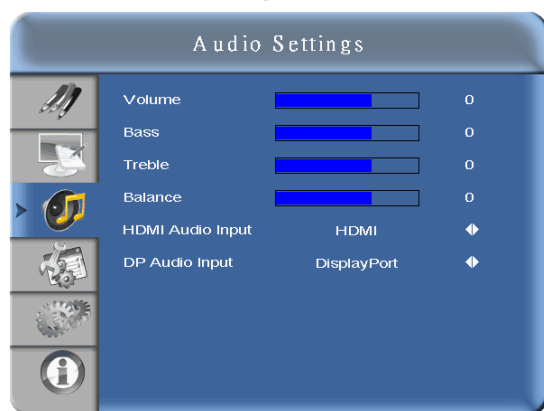 Audio Settings
Volume 0
Bass 0
Treble 0
Balance 0
HDMI Audio Input HDMI
DP Audio Input DisplayPort